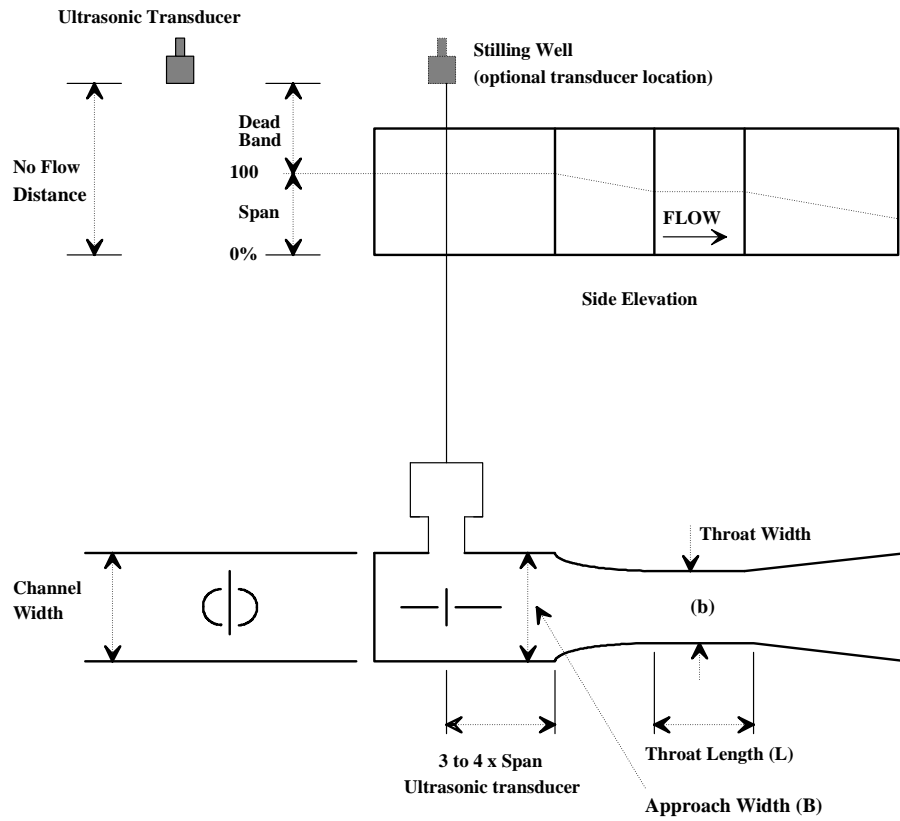 Ultrasonic Transducer
Stilling Well
(optional transducer location)
Dead
Band
No Flow
Distance
100
Span
0%
FLOW
Side Elevation
Throat Width
Channel
Width
(b)
3 to 4 x Span
Ultrasonic transducer
Throat Length (L)
Approach Width (B)